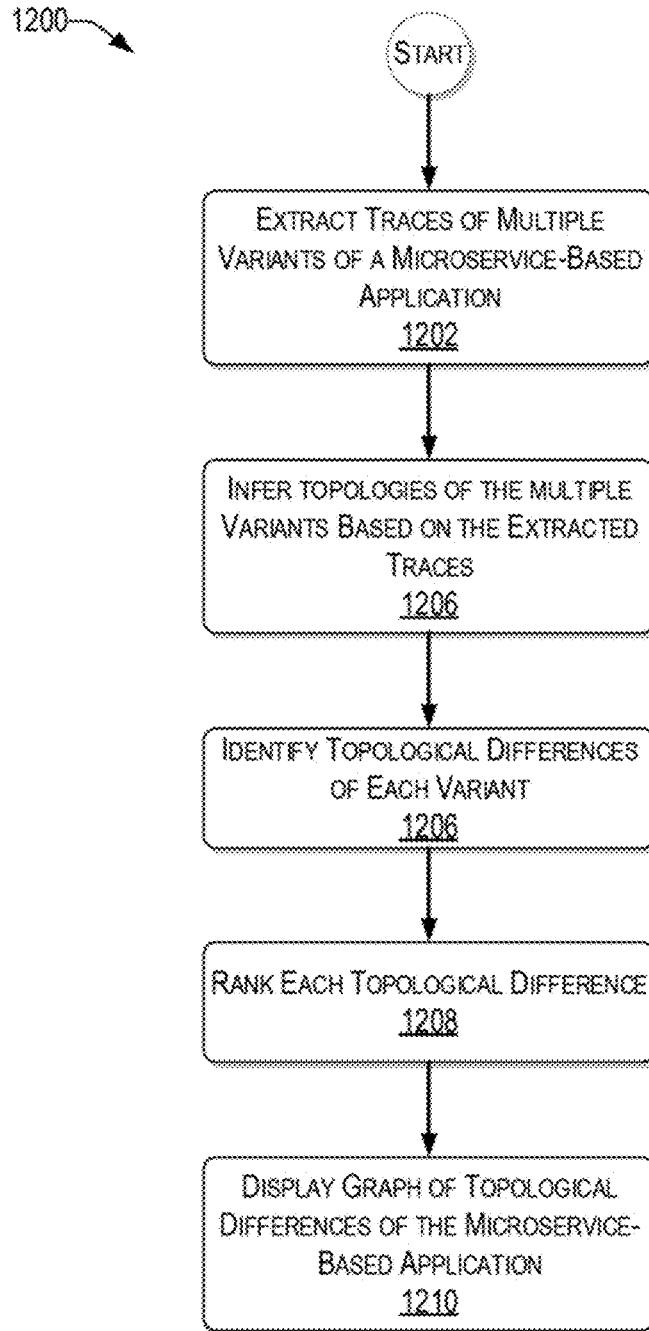 1200
START
EXTRACT TRACES OF MULTIPLE
VARIANTS OF A MICROSERVICE-BASED
APPLICATION
1202
INFER TOPOLOGIES OF THE MULTIPLE
VARIANTS BASED ON THE EXTRACTED
TRACES
1206
IDENTIFY TOPOLOGICAL DIFFERENCES
OF EACH VARIANT
1206
RANK EACH TOPOLOGICAL DIFFERENCE
1208
DISPLAY GRAPH OF TOPOLOGICAL
DIFFERENCES OF THE MICROSERVICE-
BASED APPLICATION
1210